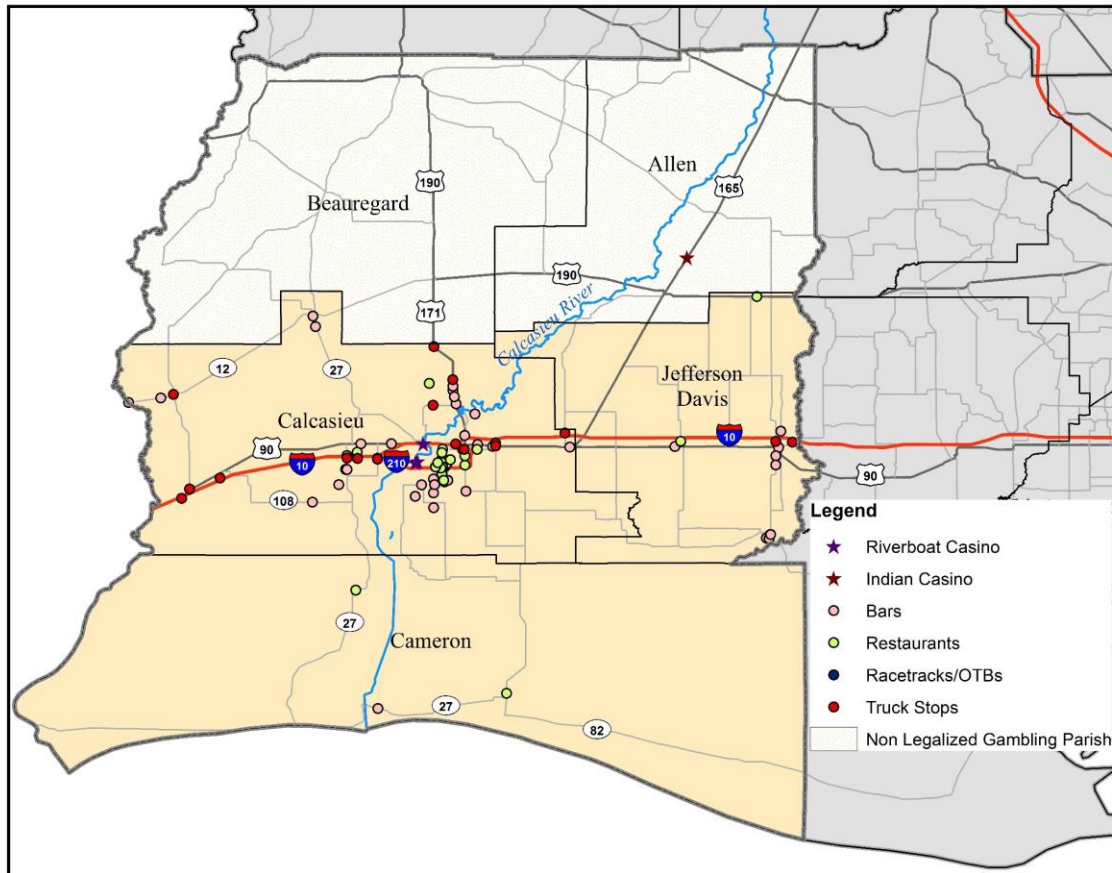 Allen
190
165
Beauregard
190
171
Calcasieu River
12
27
Jefferson
Davis
Calcasieu
90
10
10
210
90
108
Legend
Riverboat Casino
Indian Casino
Bars
27
Cameron
Restaurants
Racetracks/OTBs
27
Truck Stops
82
Non Legalized Gambling Parish